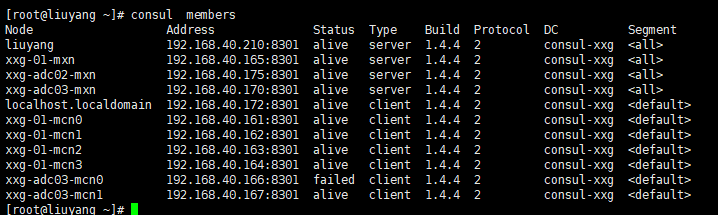 [root@liuyang ~]# consul  members
Node                   Address              Status  Type    Build  Protocol  DC          Segment
liuyang                192.168.40.210:8301  alive   server  1.4.4  2         consul-xxg  <all>
xxg-01-mxn             192.168.40.165:8301  alive   server  1.4.4  2         consul-xxg  <all>
xxg-adc02-mxn          192.168.40.175:8301  alive   server  1.4.4  2         consul-xxg  <all>
xxg-adc03-mxn          192.168.40.170:8301  alive   server  1.4.4  2         consul-xxg  <all>
localhost.localdomain  192.168.40.172:8301  alive   client  1.4.4  2         consul-xxg  <default>
xxg-01-mcn0            192.168.40.161:8301  alive   client  1.4.4  2         consul-xxg  <default>
xxg-01-mcn1            192.168.40.162:8301  alive   client  1.4.4  2         consul-xxg  <default>
xxg-01-mcn2            192.168.40.163:8301  alive   client  1.4.4  2         consul-xxg  <default>
xxg-01-mcn3            192.168.40.164:8301  alive   client  1.4.4  2         consul-xxg  <default>
xxg-adc03-mcn0         192.168.40.166:8301  failed  client  1.4.4  2         consul-xxg  <default>
xxg-adc03-mcn1         192.168.40.167:8301  alive   client  1.4.4  2         consul-xxg  <default>
[root@liuyang ~]#